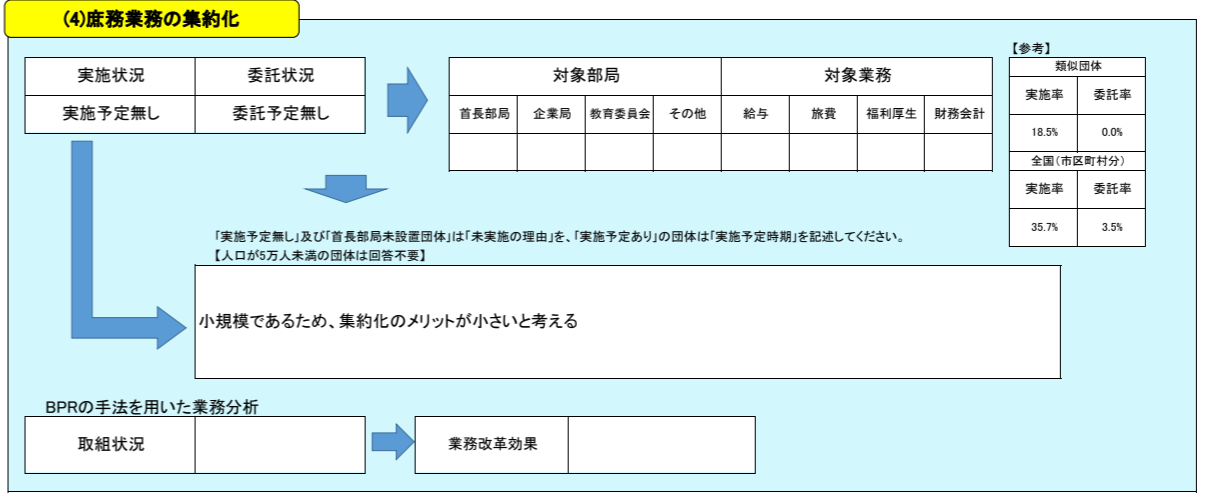 (4)庶務業務の集約化
【参考】
実施状況 委託状況
実施予定無し 委託予定無し
対象部局 対象業務
首長部局 企業局 教育委員会 その他 給与 旅費 福利厚生 財務会計
類似団体
実施率 委託率
18.5% 0.0%
全国(市区町村分)
実施率 委託率
35.7% 3.5%
「実施予定無し」及び「首長部局未設置団体」は「未実施の理由」を、「実施予定あり」の団体は「実施予定時期」を記述してください。
【人口が5万人未満の団体は回答不要】
小規模であるため、集約化のメリットが小さいと考える
BPRの手法を用いた業務分析
取組状況 業務改革効果